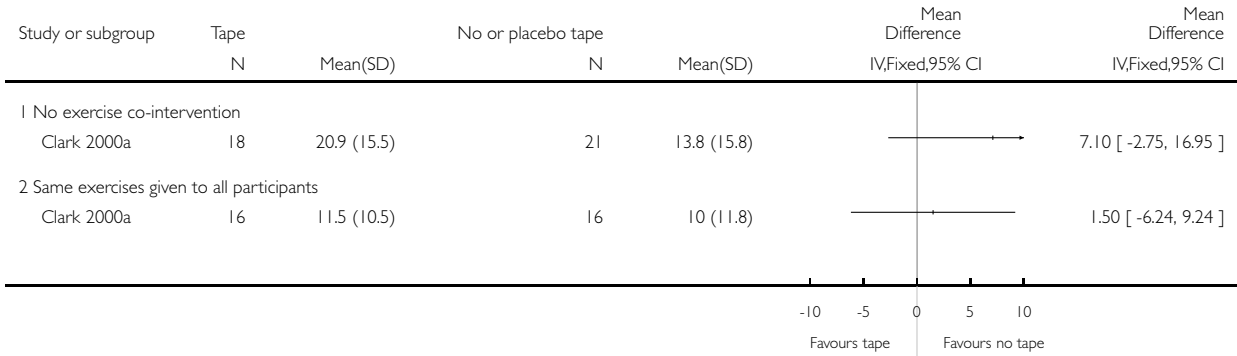 Study or subgroup Tape No or placebo tape Mean Difference Mean Difference
N Mean(SD) N Mean(SD) IV,Fixed,95% CI IV,Fixed,95% CI
1 No exercise co-intervention
Clark 2000a 18 20.9 (15.5) 21 13.8 (15.8) 7.10 [ -2.75, 16.95 ]
2 Same exercises given to all participants
Clark 2000a 16 11.5 (10.5) 16 10 (11.8) 1.50 [ -6.24, 9.24 ]
-10 -5 0 5 10
Favours tape Favours no tape